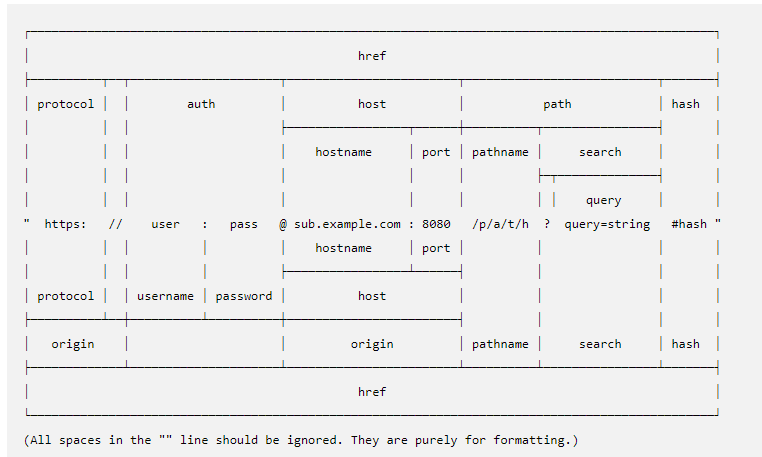 href
protocol auth host path hash
hostname port pathname search
query
" https: // user : pass @ sub.example.com : 8080 /p/a/t/h ? query=string #hash "
hostname port
protocol username password host
origin origin pathname search hash
href
(All spaces in the "" line should be ignored. They are purely for formatting.)